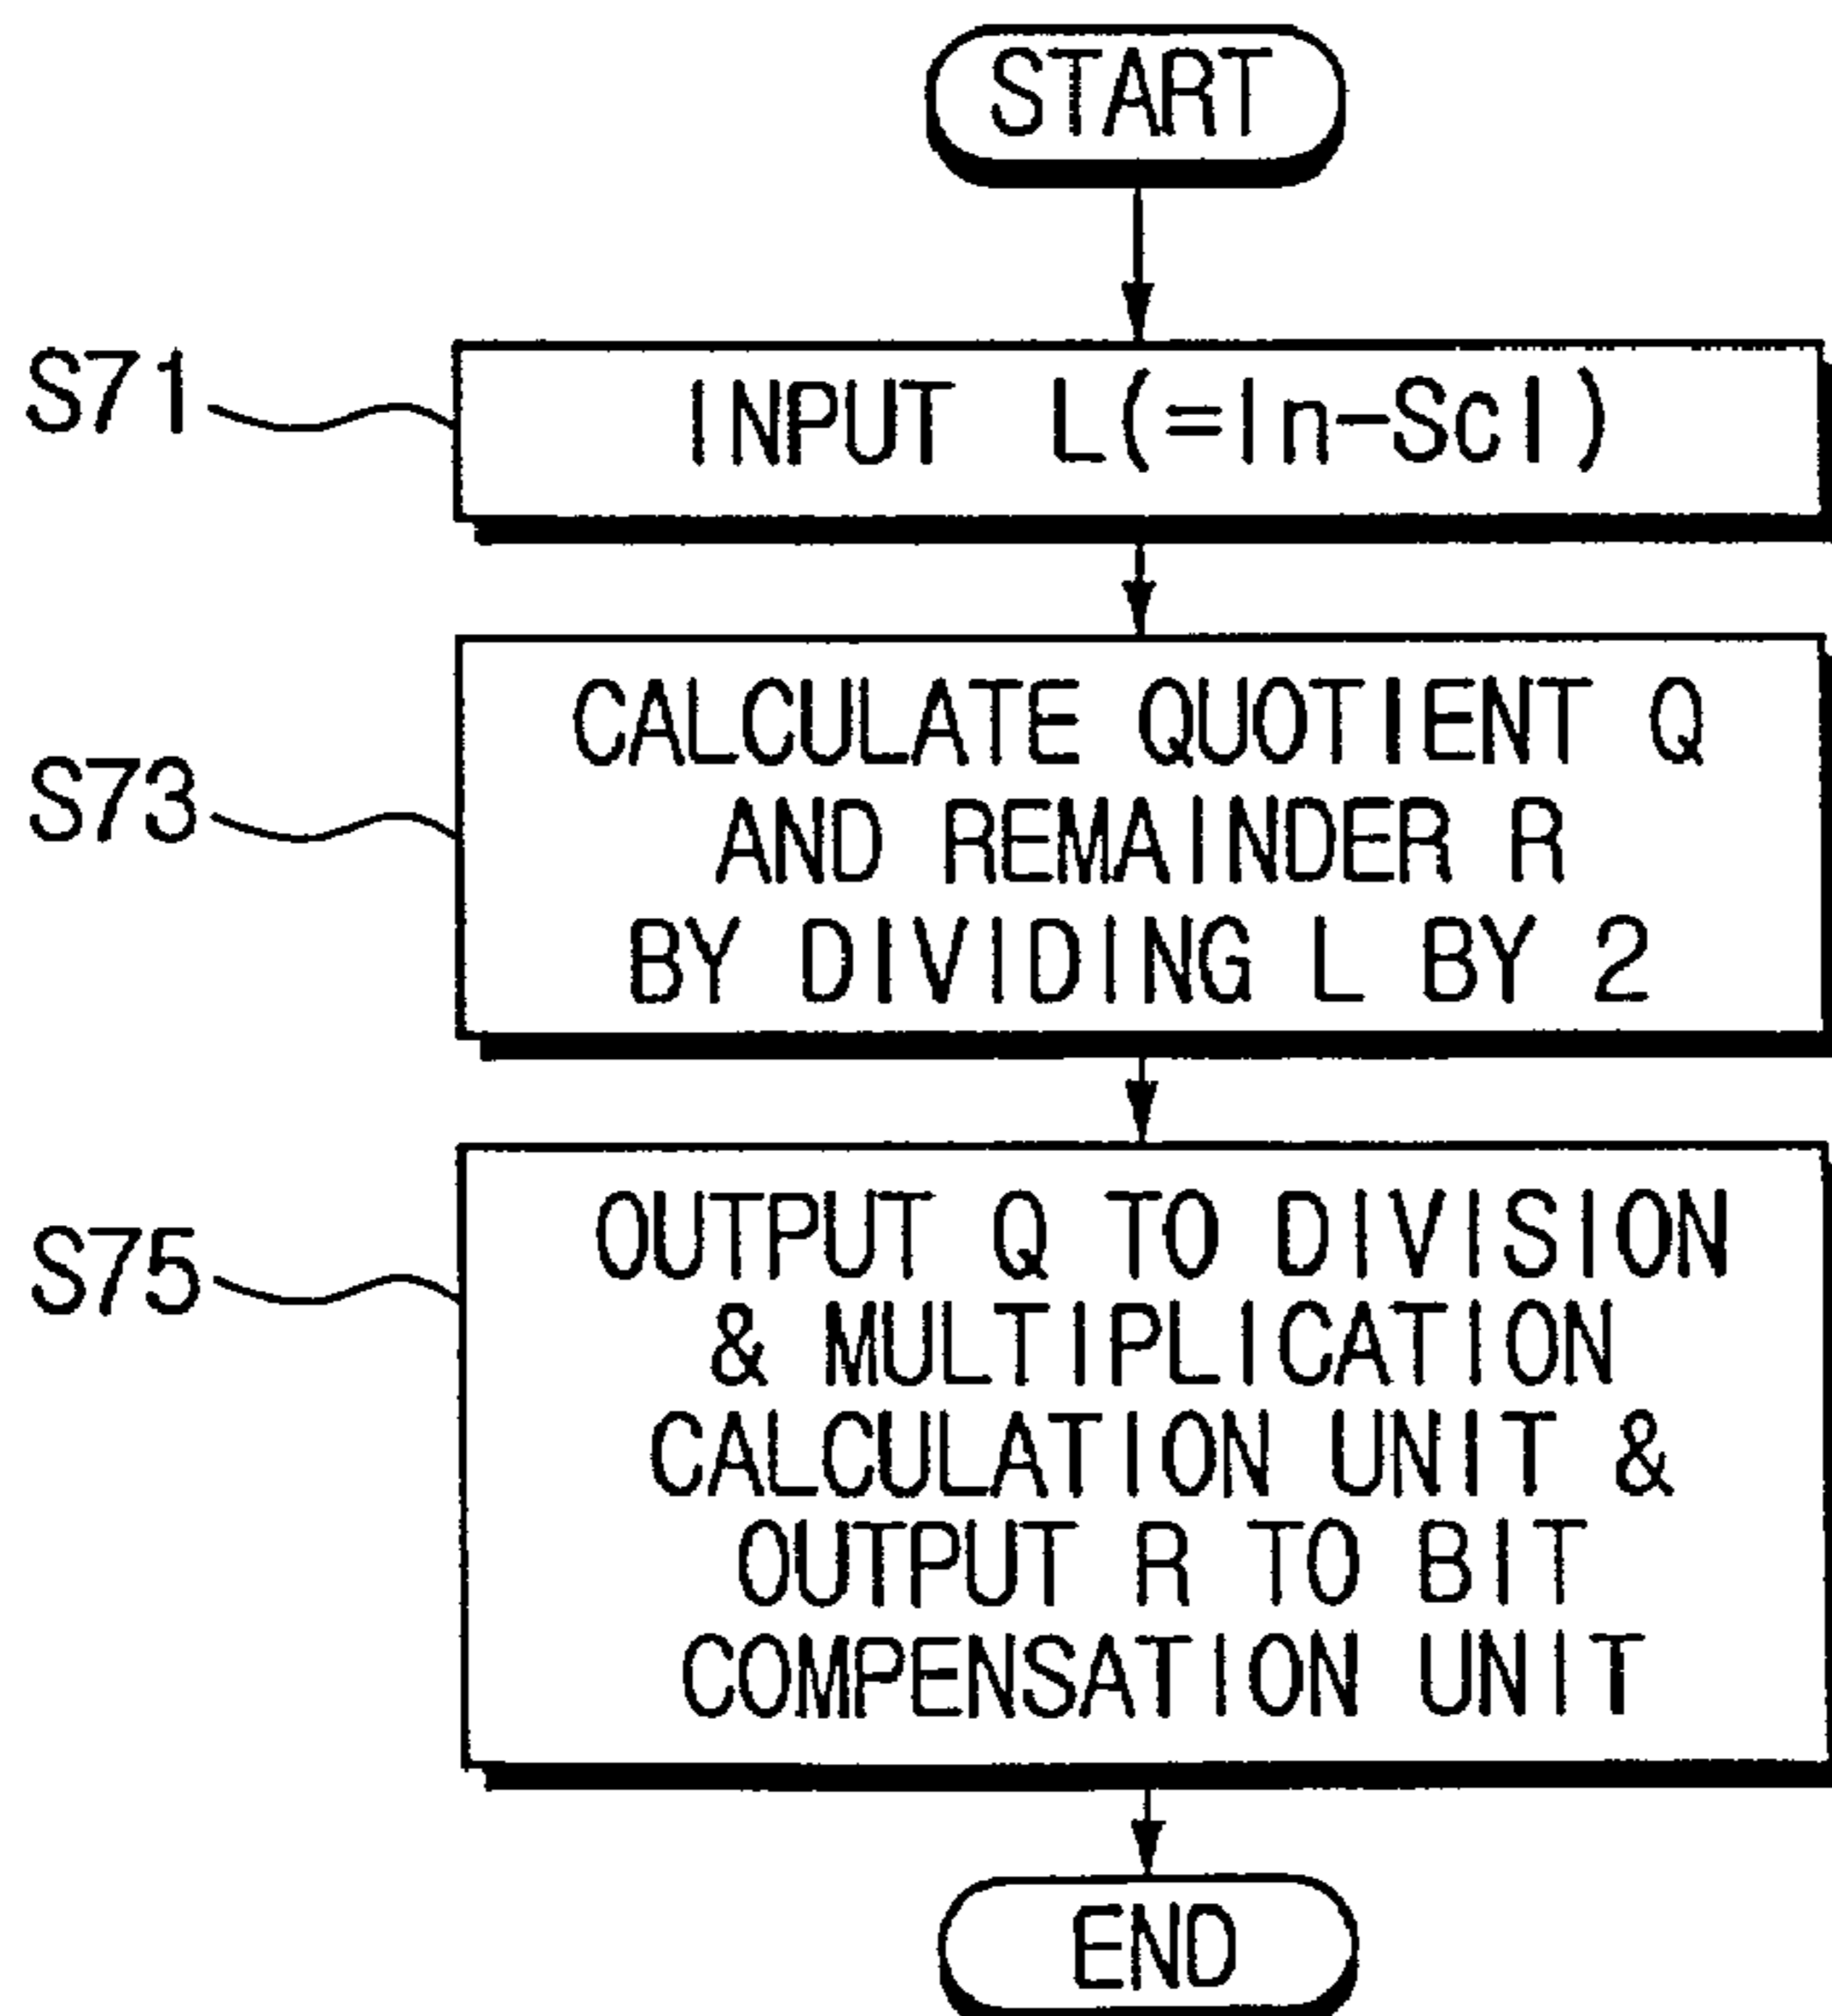 START
S71
INPUT L(=In-Scl)
S73
CALCULATE QUOTIENT Q
AND REMAINDER R
BY DIVIDING L BY 2
S75
OUTPUT Q TO DIVISION
& MULTIPLICATION
CALCULATION UNIT &
OUTPUT R TO BIT
COMPENSATION UNIT
END